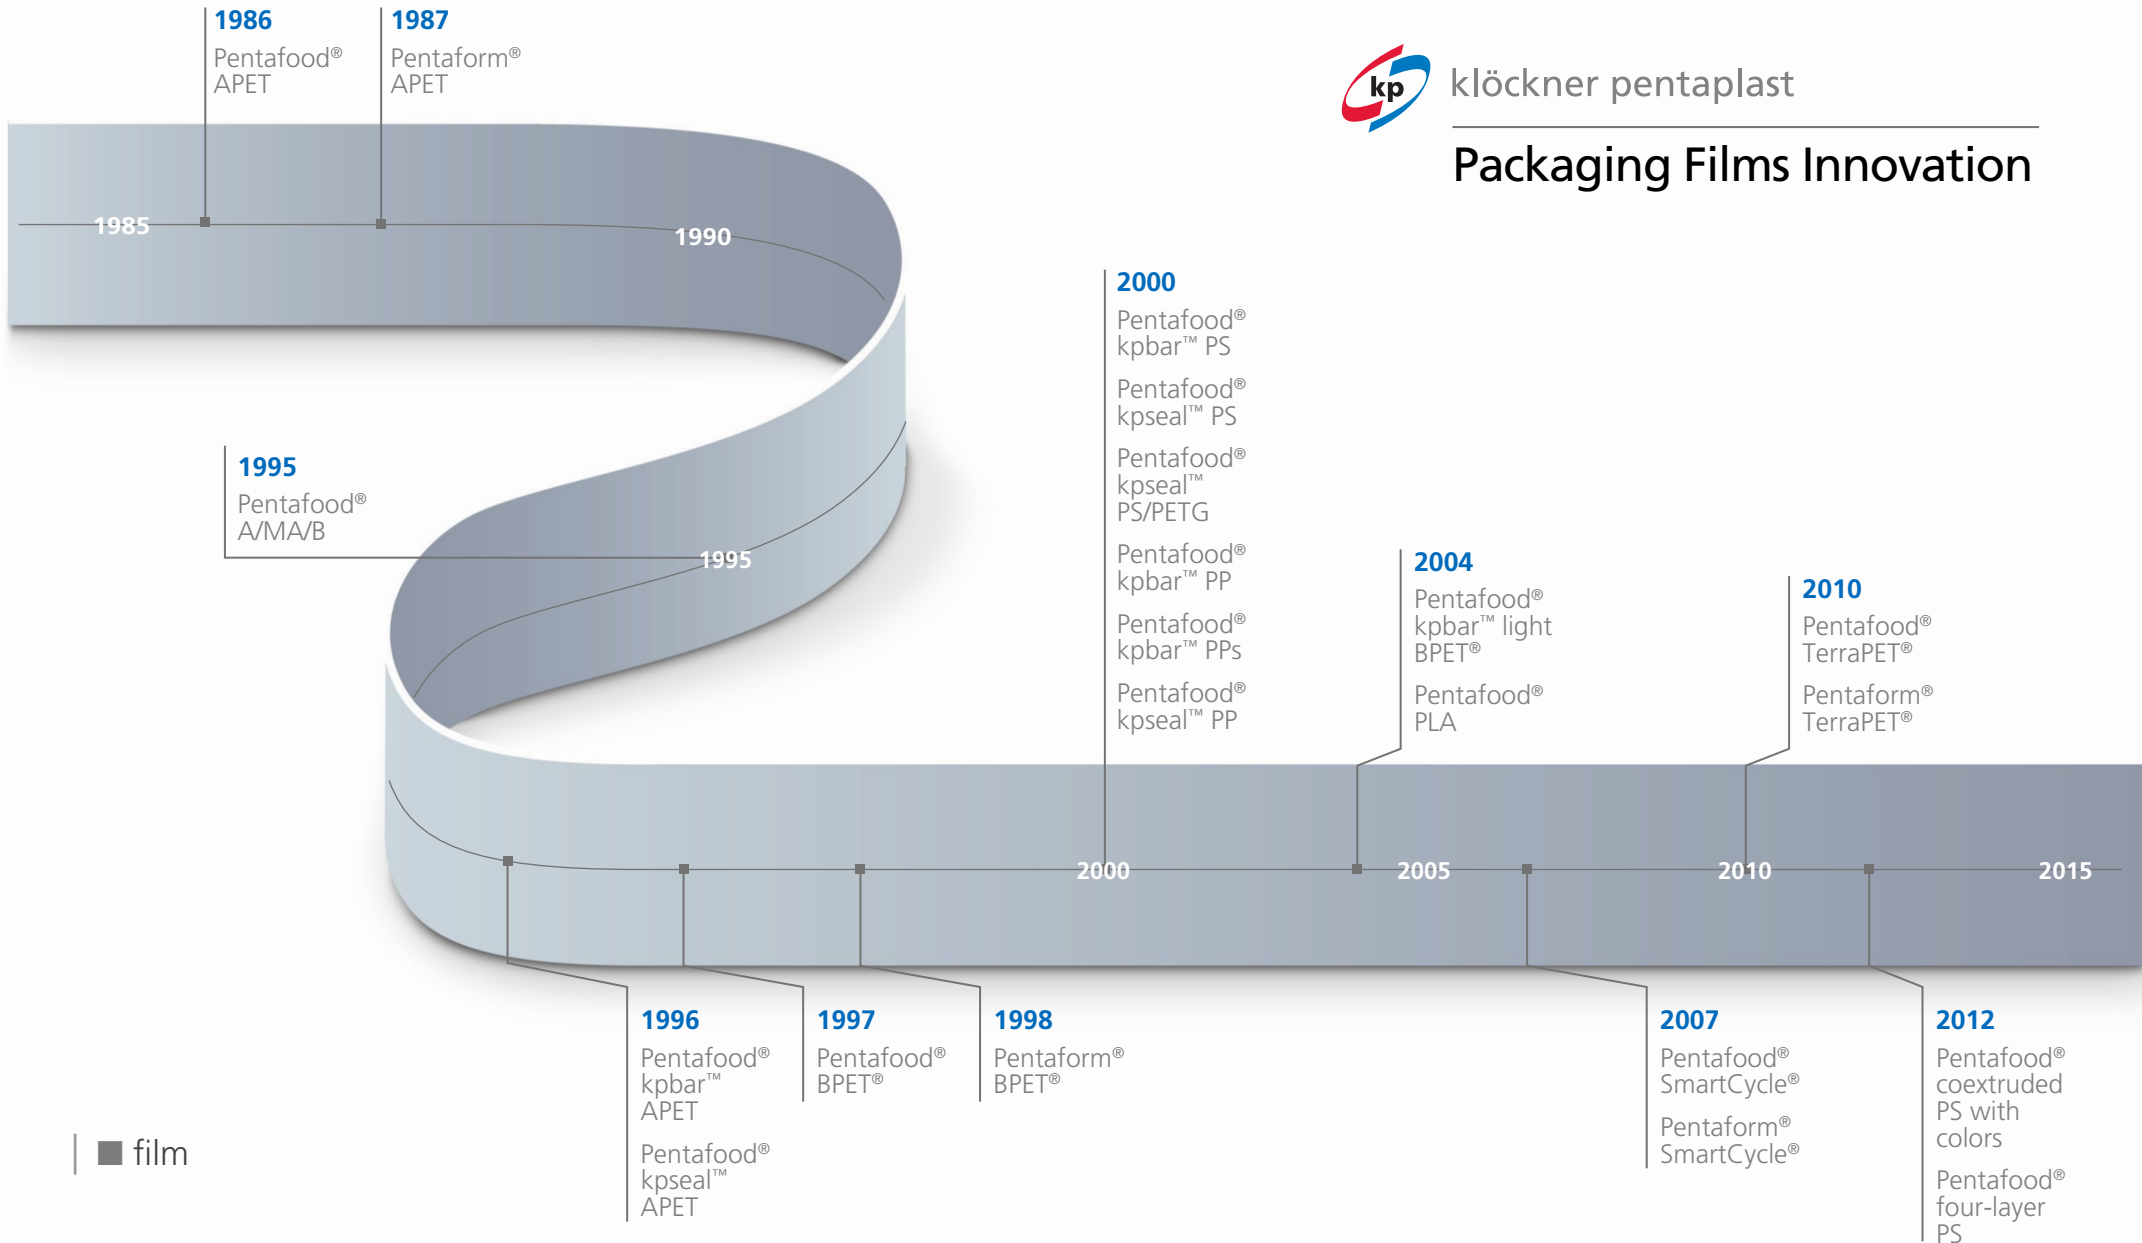 1986
Pentafood®
APET
1987
Pentaform®
APET
kp
klöckner pentaplast
Packaging Films Innovation
1985
1990
2000
Pentafood®
kpbar™ PS
Pentafood®
kpseal™ PS
Pentafood®
kpseal™
PS/PETG
Pentafood®
kpbar™ PP
Pentafood®
kpbar™ PPs
Pentafood®
kpseal™ PP
1995
Pentafood®
A/MA/B
1995
2004
Pentafood®
kpbar™ light
BPET®
Pentafood®
PLA
2010
Pentafood®
TerraPET®
Pentaform®
TerraPET®
2000
2005
2010
2015
1996
Pentafood®
kpbar™
APET
Pentafood®
kpseal™
APET
1997
Pentafood®
BPET®
1998
Pentaform®
BPET®
2007
Pentafood®
SmartCycle®
Pentaform®
SmartCycle®
2012
Pentafood®
coextruded
PS with
colors
Pentafood®
four-layer
PS
film